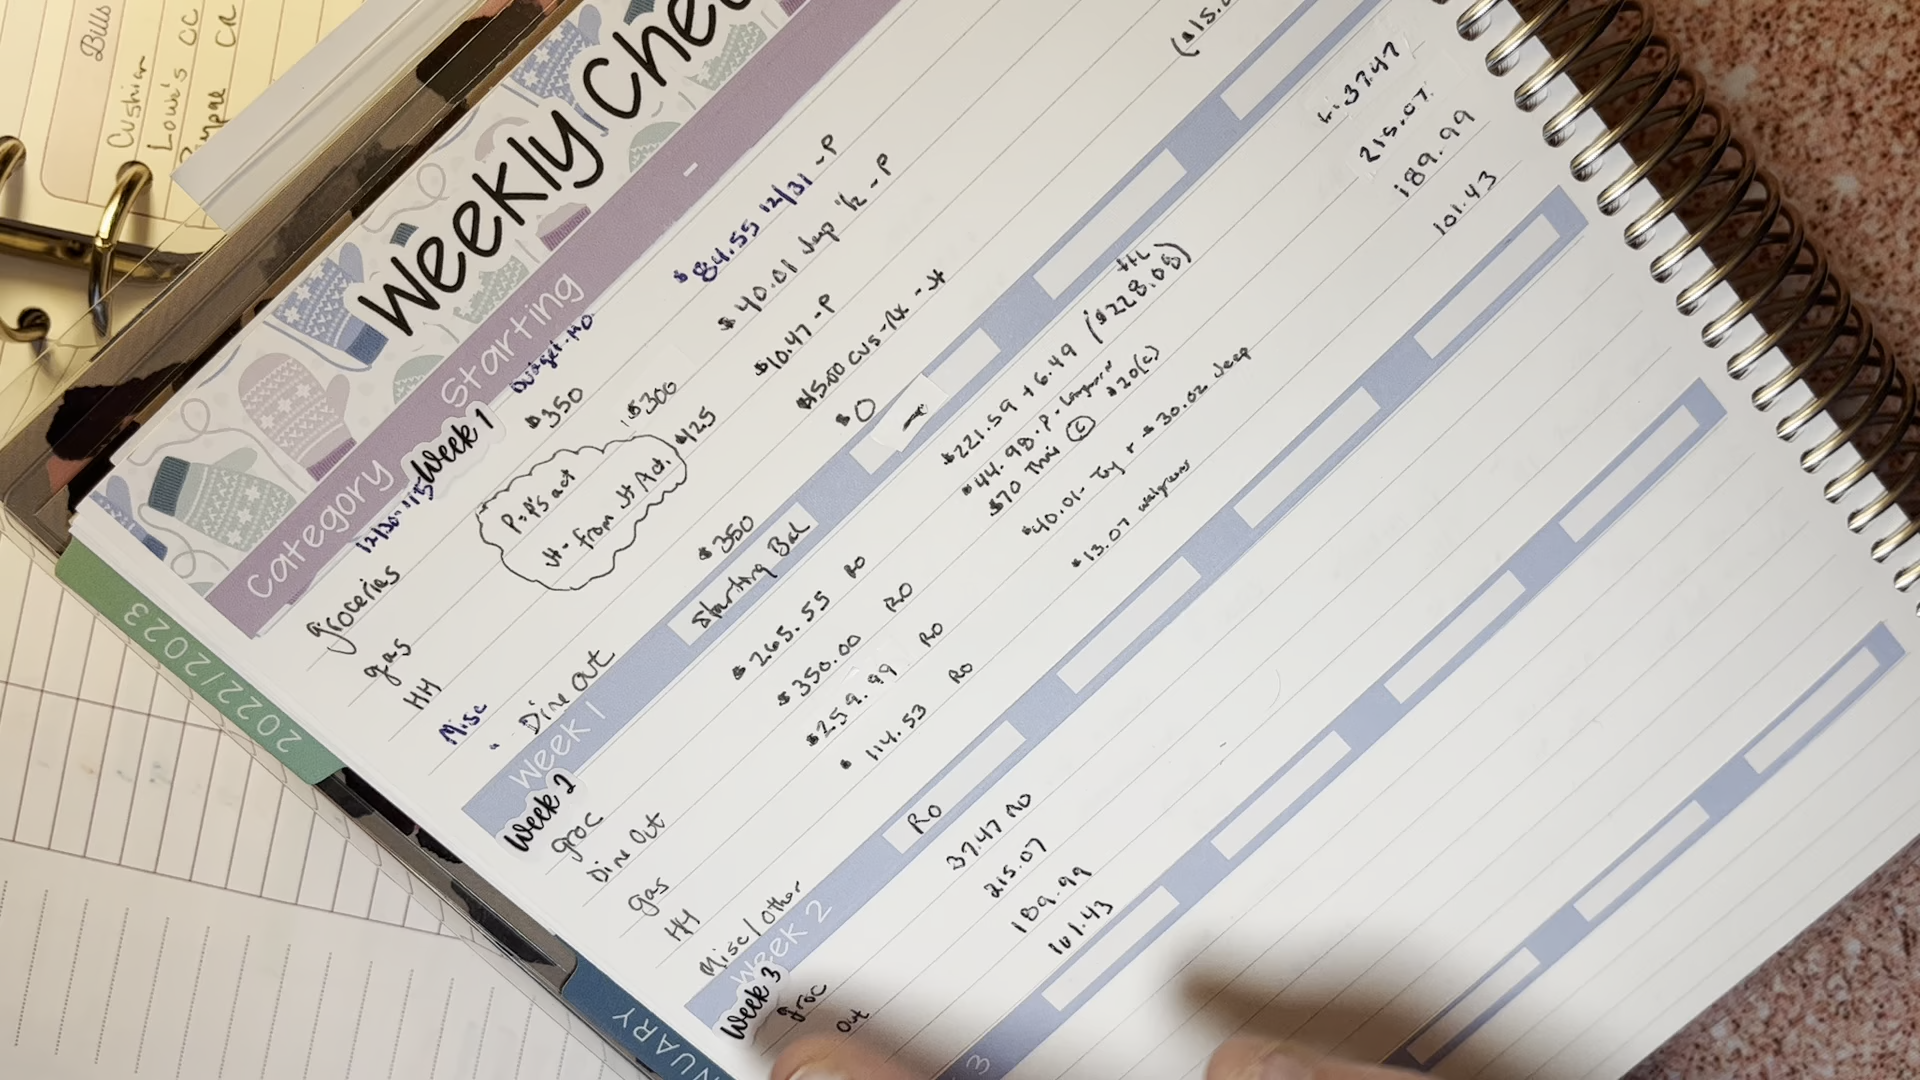 Bills
Cushion
Lowe's CC
CA
Weekly Che
Category Starting -
12/30 - 1/5 Week 1 Budget-MO
groceries $350 $84.55 12/31 - P
gas $300 $40.01 Jeep 1/2 - P
HH $125 $10.47 - P
Misc $15.00 CVS-RX - Jt
P = P's act
Jt - from Jt Act.
Dine out $350 $0
Week 1 Starting Bal
Week 2
groc $265.55 RO $221.59 + 6.49 ($228.08) 37.47
Dine Out $350.00 RO $44.98-P- $70 Thai (C) $20(C) 215.07
gas $259.99 RO $40.01- Toy + $30.02 Jeep 189.99
HH $114.53 RO $13.07 walgreens 101.43
Misc/Other
Week 2 RO
Week 3
groc 37.47 RO
Out 215.07
189.99
101.43
3
2022/2023
NUARY